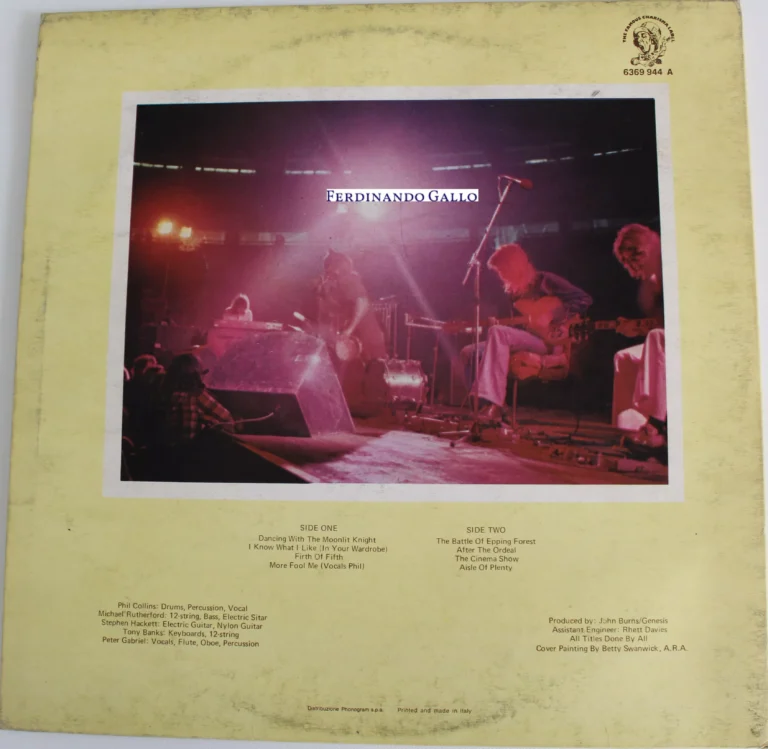 THE FAMOUS CHARISMA LABEL
6369 944 A
FERDINANDO GALLO
SIDE ONE
Dancing With The Moonlit Knight
I Know What I Like (In Your Wardrobe)
Firth Of Fifth
More Fool Me (Vocals Phil)
SIDE TWO
The Battle Of Epping Forest
After The Ordeal
The Cinema Show
Aisle Of Plenty
Phil Collins: Drums, Percussion, Vocal
Michael Rutherford: 12-string, Bass, Electric Sitar
Stephen Hackett: Electric Guitar, Nylon Guitar
Tony Banks: Keyboards, 12-string
Peter Gabriel: Vocals, Flute, Oboe, Percussion
Produced by: John Burns/Genesis
Assistant Engineer: Rhett Davies
All Titles Done By All
Cover Painting By Betty Swanwick, A.R.A.
Distribuzione Phonogram s.p.a. Printed and made in Italy